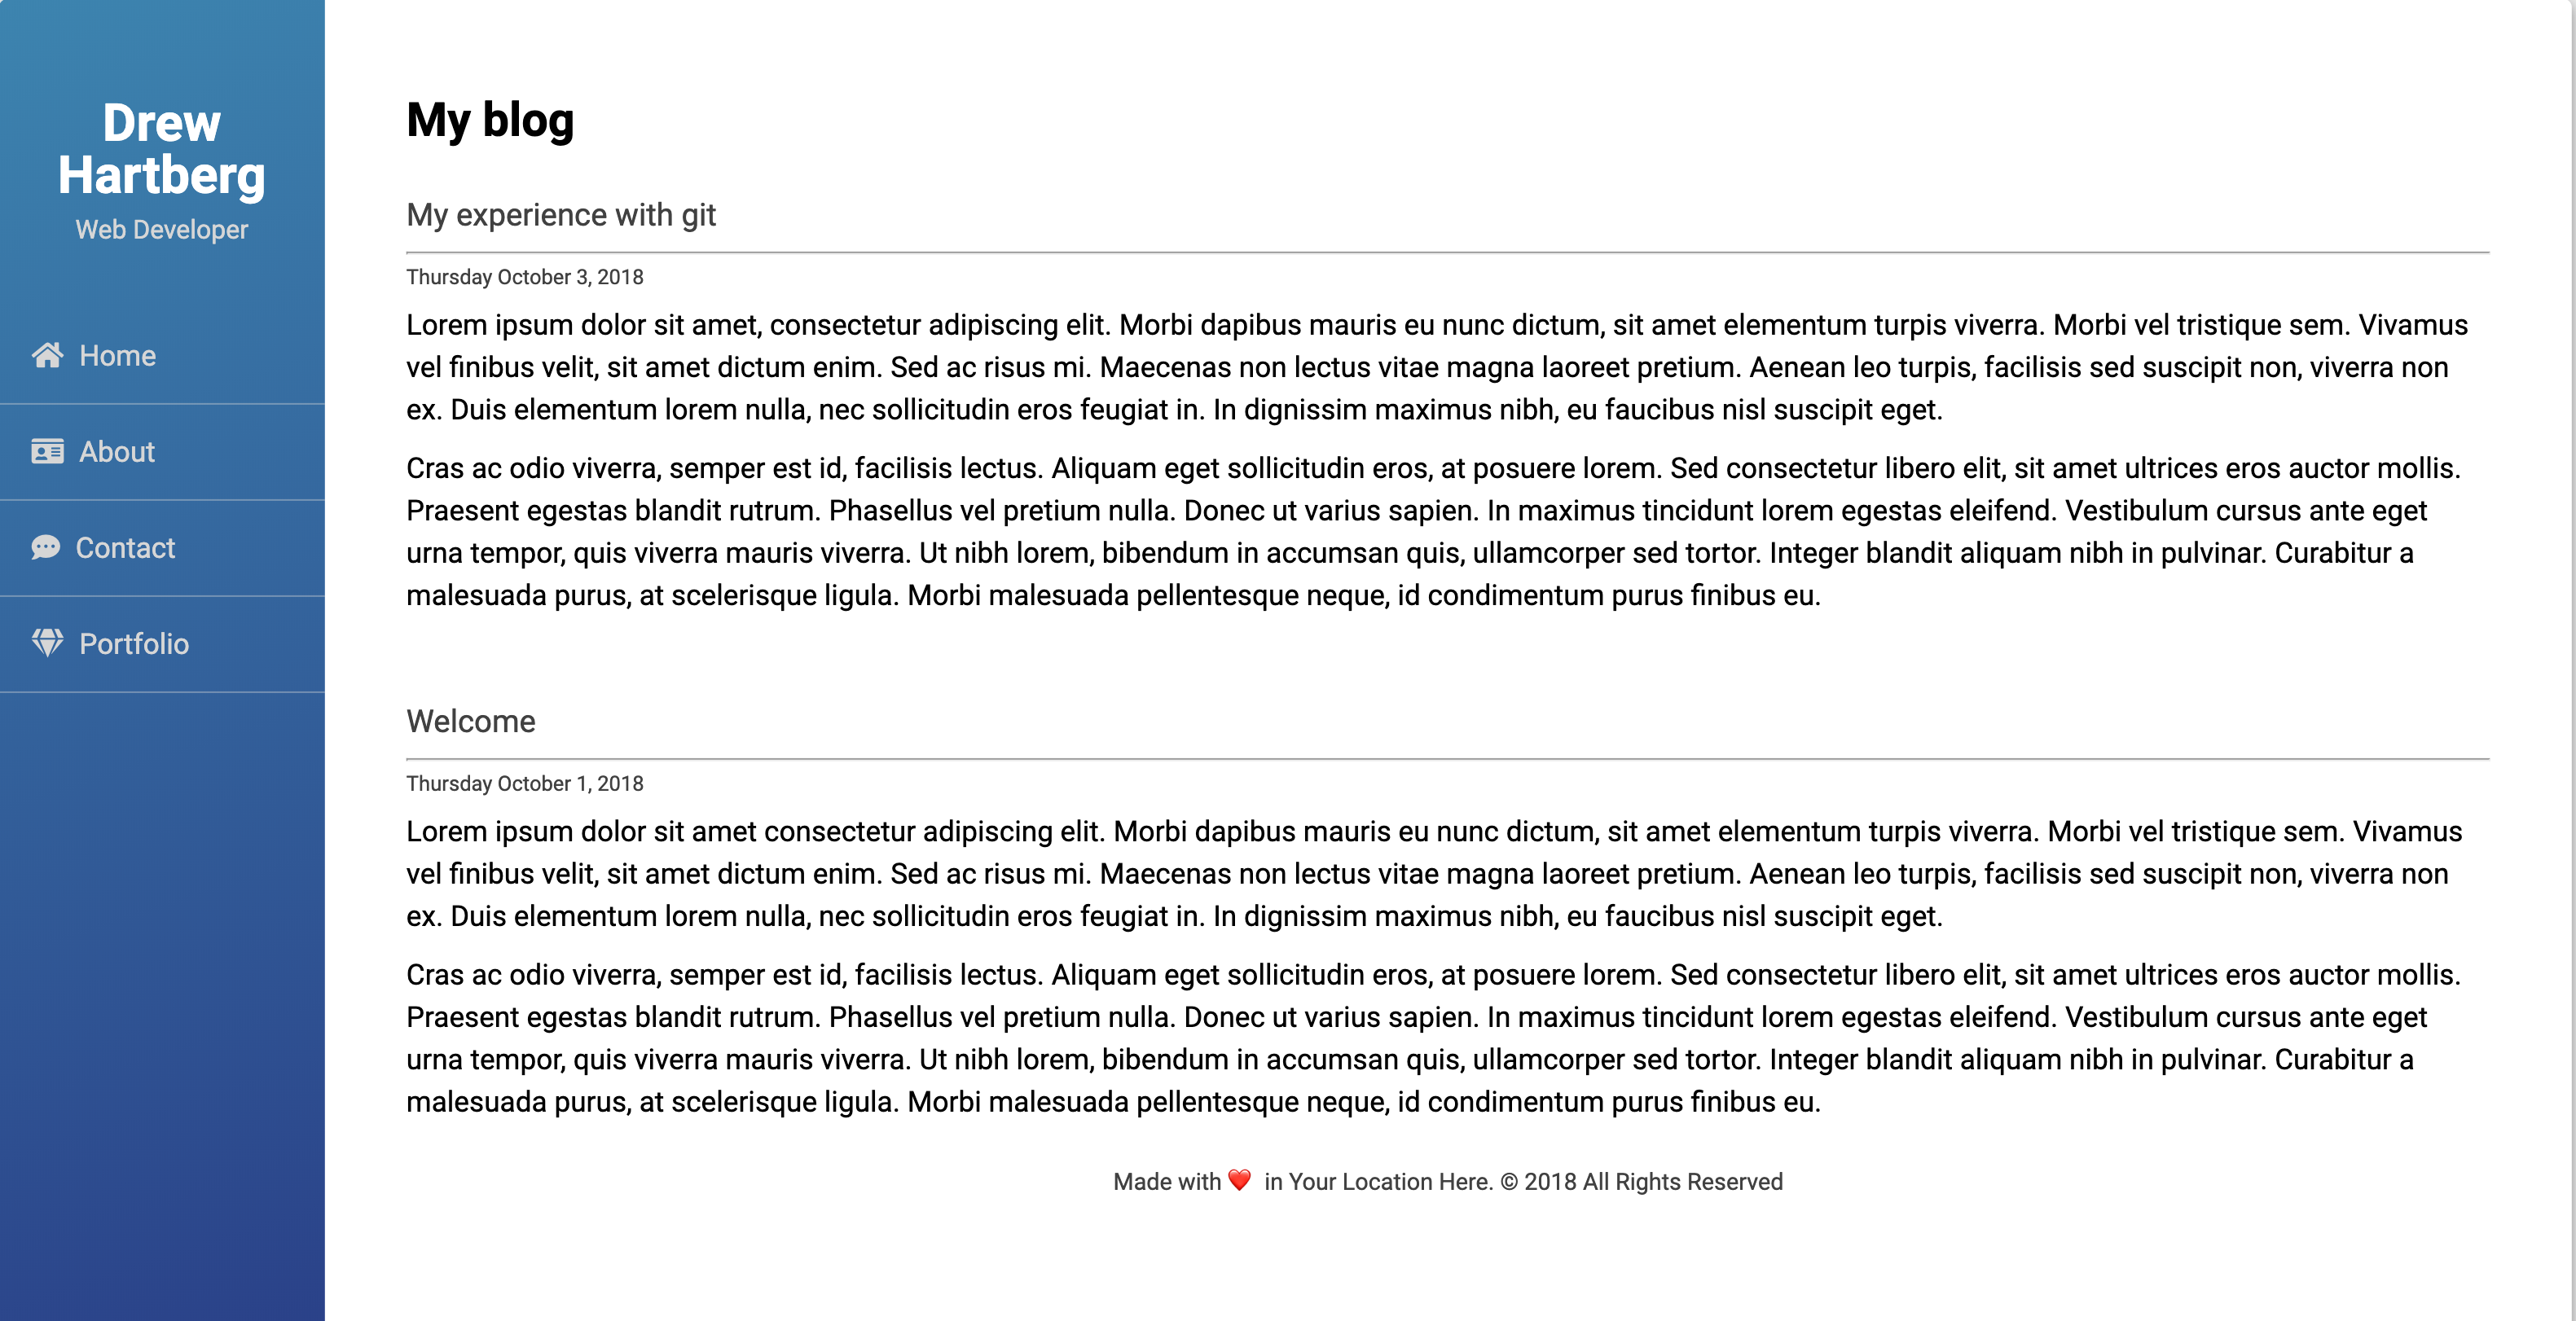 Drew
Hartberg
Web Developer
Home
About
Contact
Portfolio
My blog
My experience with git
Thursday October 3, 2018
Lorem ipsum dolor sit amet, consectetur adipiscing elit. Morbi dapibus mauris eu nunc dictum, sit amet elementum turpis viverra. Morbi vel tristique sem. Vivamus
vel finibus velit, sit amet dictum enim. Sed ac risus mi. Maecenas non lectus vitae magna laoreet pretium. Aenean leo turpis, facilisis sed suscipit non, viverra non
ex. Duis elementum lorem nulla, nec sollicitudin eros feugiat in. In dignissim maximus nibh, eu faucibus nisl suscipit eget.
Cras ac odio viverra, semper est id, facilisis lectus. Aliquam eget sollicitudin eros, at posuere lorem. Sed consectetur libero elit, sit amet ultrices eros auctor mollis.
Praesent egestas blandit rutrum. Phasellus vel pretium nulla. Donec ut varius sapien. In maximus tincidunt lorem egestas eleifend. Vestibulum cursus ante eget
urna tempor, quis viverra mauris viverra. Ut nibh lorem, bibendum in accumsan quis, ullamcorper sed tortor. Integer blandit aliquam nibh in pulvinar. Curabitur a
malesuada purus, at scelerisque ligula. Morbi malesuada pellentesque neque, id condimentum purus finibus eu.
Welcome
Thursday October 1, 2018
Lorem ipsum dolor sit amet consectetur adipiscing elit. Morbi dapibus mauris eu nunc dictum, sit amet elementum turpis viverra. Morbi vel tristique sem. Vivamus
vel finibus velit, sit amet dictum enim. Sed ac risus mi. Maecenas non lectus vitae magna laoreet pretium. Aenean leo turpis, facilisis sed suscipit non, viverra non
ex. Duis elementum lorem nulla, nec sollicitudin eros feugiat in. In dignissim maximus nibh, eu faucibus nisl suscipit eget.
Cras ac odio viverra, semper est id, facilisis lectus. Aliquam eget sollicitudin eros, at posuere lorem. Sed consectetur libero elit, sit amet ultrices eros auctor mollis.
Praesent egestas blandit rutrum. Phasellus vel pretium nulla. Donec ut varius sapien. In maximus tincidunt lorem egestas eleifend. Vestibulum cursus ante eget
urna tempor, quis viverra mauris viverra. Ut nibh lorem, bibendum in accumsan quis, ullamcorper sed tortor. Integer blandit aliquam nibh in pulvinar. Curabitur a
malesuada purus, at scelerisque ligula. Morbi malesuada pellentesque neque, id condimentum purus finibus eu.
Made with ❤️ in Your Location Here. © 2018 All Rights Reserved